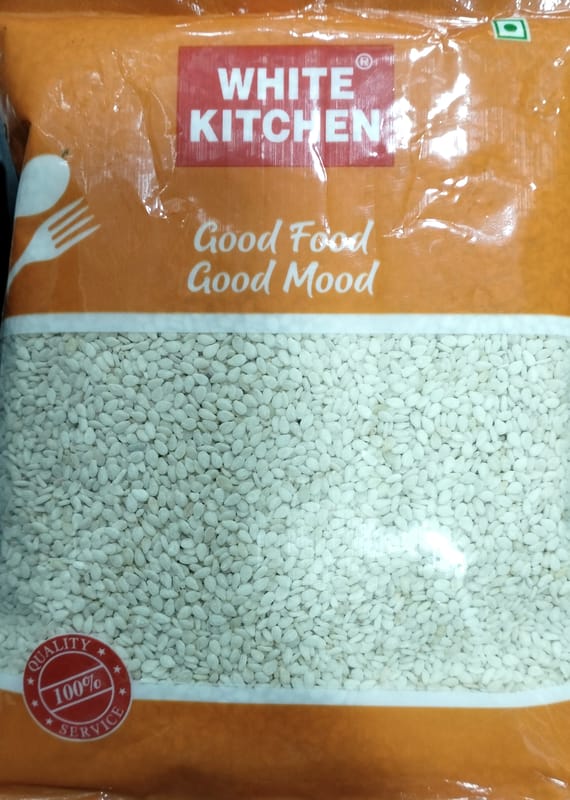 WHITE ®
KITCHEN
Good Food
Good Mood
QUALITY
100%
SERVICE